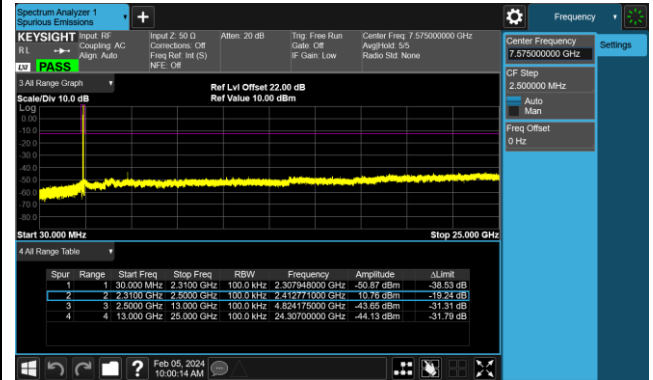 Spectrum Analyzer 1
Spurious Emissions
Frequency
KEYSIGHT Input: RF Input Z: 50 Ω Atten: 20 dB Trig: Free Run Center Freq: 7.575000000 GHz
R L Coupling: AC Corrections: Off Gate: Off Avg|Hold: 5/5
Align: Auto Freq Ref: Int (S) IF Gain: Low Radio Std: None
LXI PASS NFE: Off
Center Frequency
7.575000000 GHz
Settings
CF Step
2.500000 MHz
Auto
Man
Freq Offset
0 Hz
3 All Range Graph
Ref Lvl Offset 22.00 dB
Scale/Div 10.0 dB Ref Value 10.00 dBm
Log
0.00
-10.0
-20.0
-30.0
-40.0
-50.0
-60.0
-70.0
-80.0
Start 30.000 MHz Stop 25.000 GHz
4 All Range Table
Spur Range Start Freq Stop Freq RBW Frequency Amplitude ΔLimit
1 1 30.000 MHz 2.3100 GHz 100.0 kHz 2.307948000 GHz -50.87 dBm -38.53 dB
2 2 2.3100 GHz 2.5000 GHz 100.0 kHz 2.412771000 GHz 10.76 dBm -19.24 dB
3 3 2.5000 GHz 13.000 GHz 100.0 kHz 4.824175000 GHz -43.65 dBm -31.31 dB
4 4 13.000 GHz 25.000 GHz 100.0 kHz 24.30700000 GHz -44.13 dBm -31.79 dB
Feb 05, 2024
10:00:14 AM